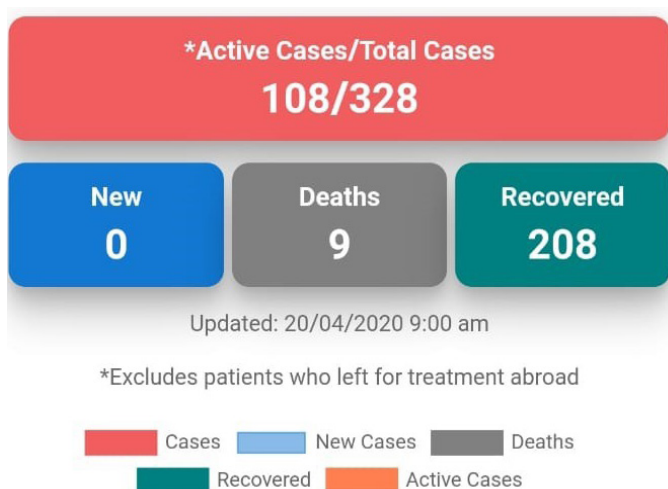 *Active Cases/Total Cases
108/328
New
0
Deaths
9
Recovered
208
Updated: 20/04/2020 9:00 am
*Excludes patients who left for treatment abroad
Cases New Cases Deaths
Recovered Active Cases